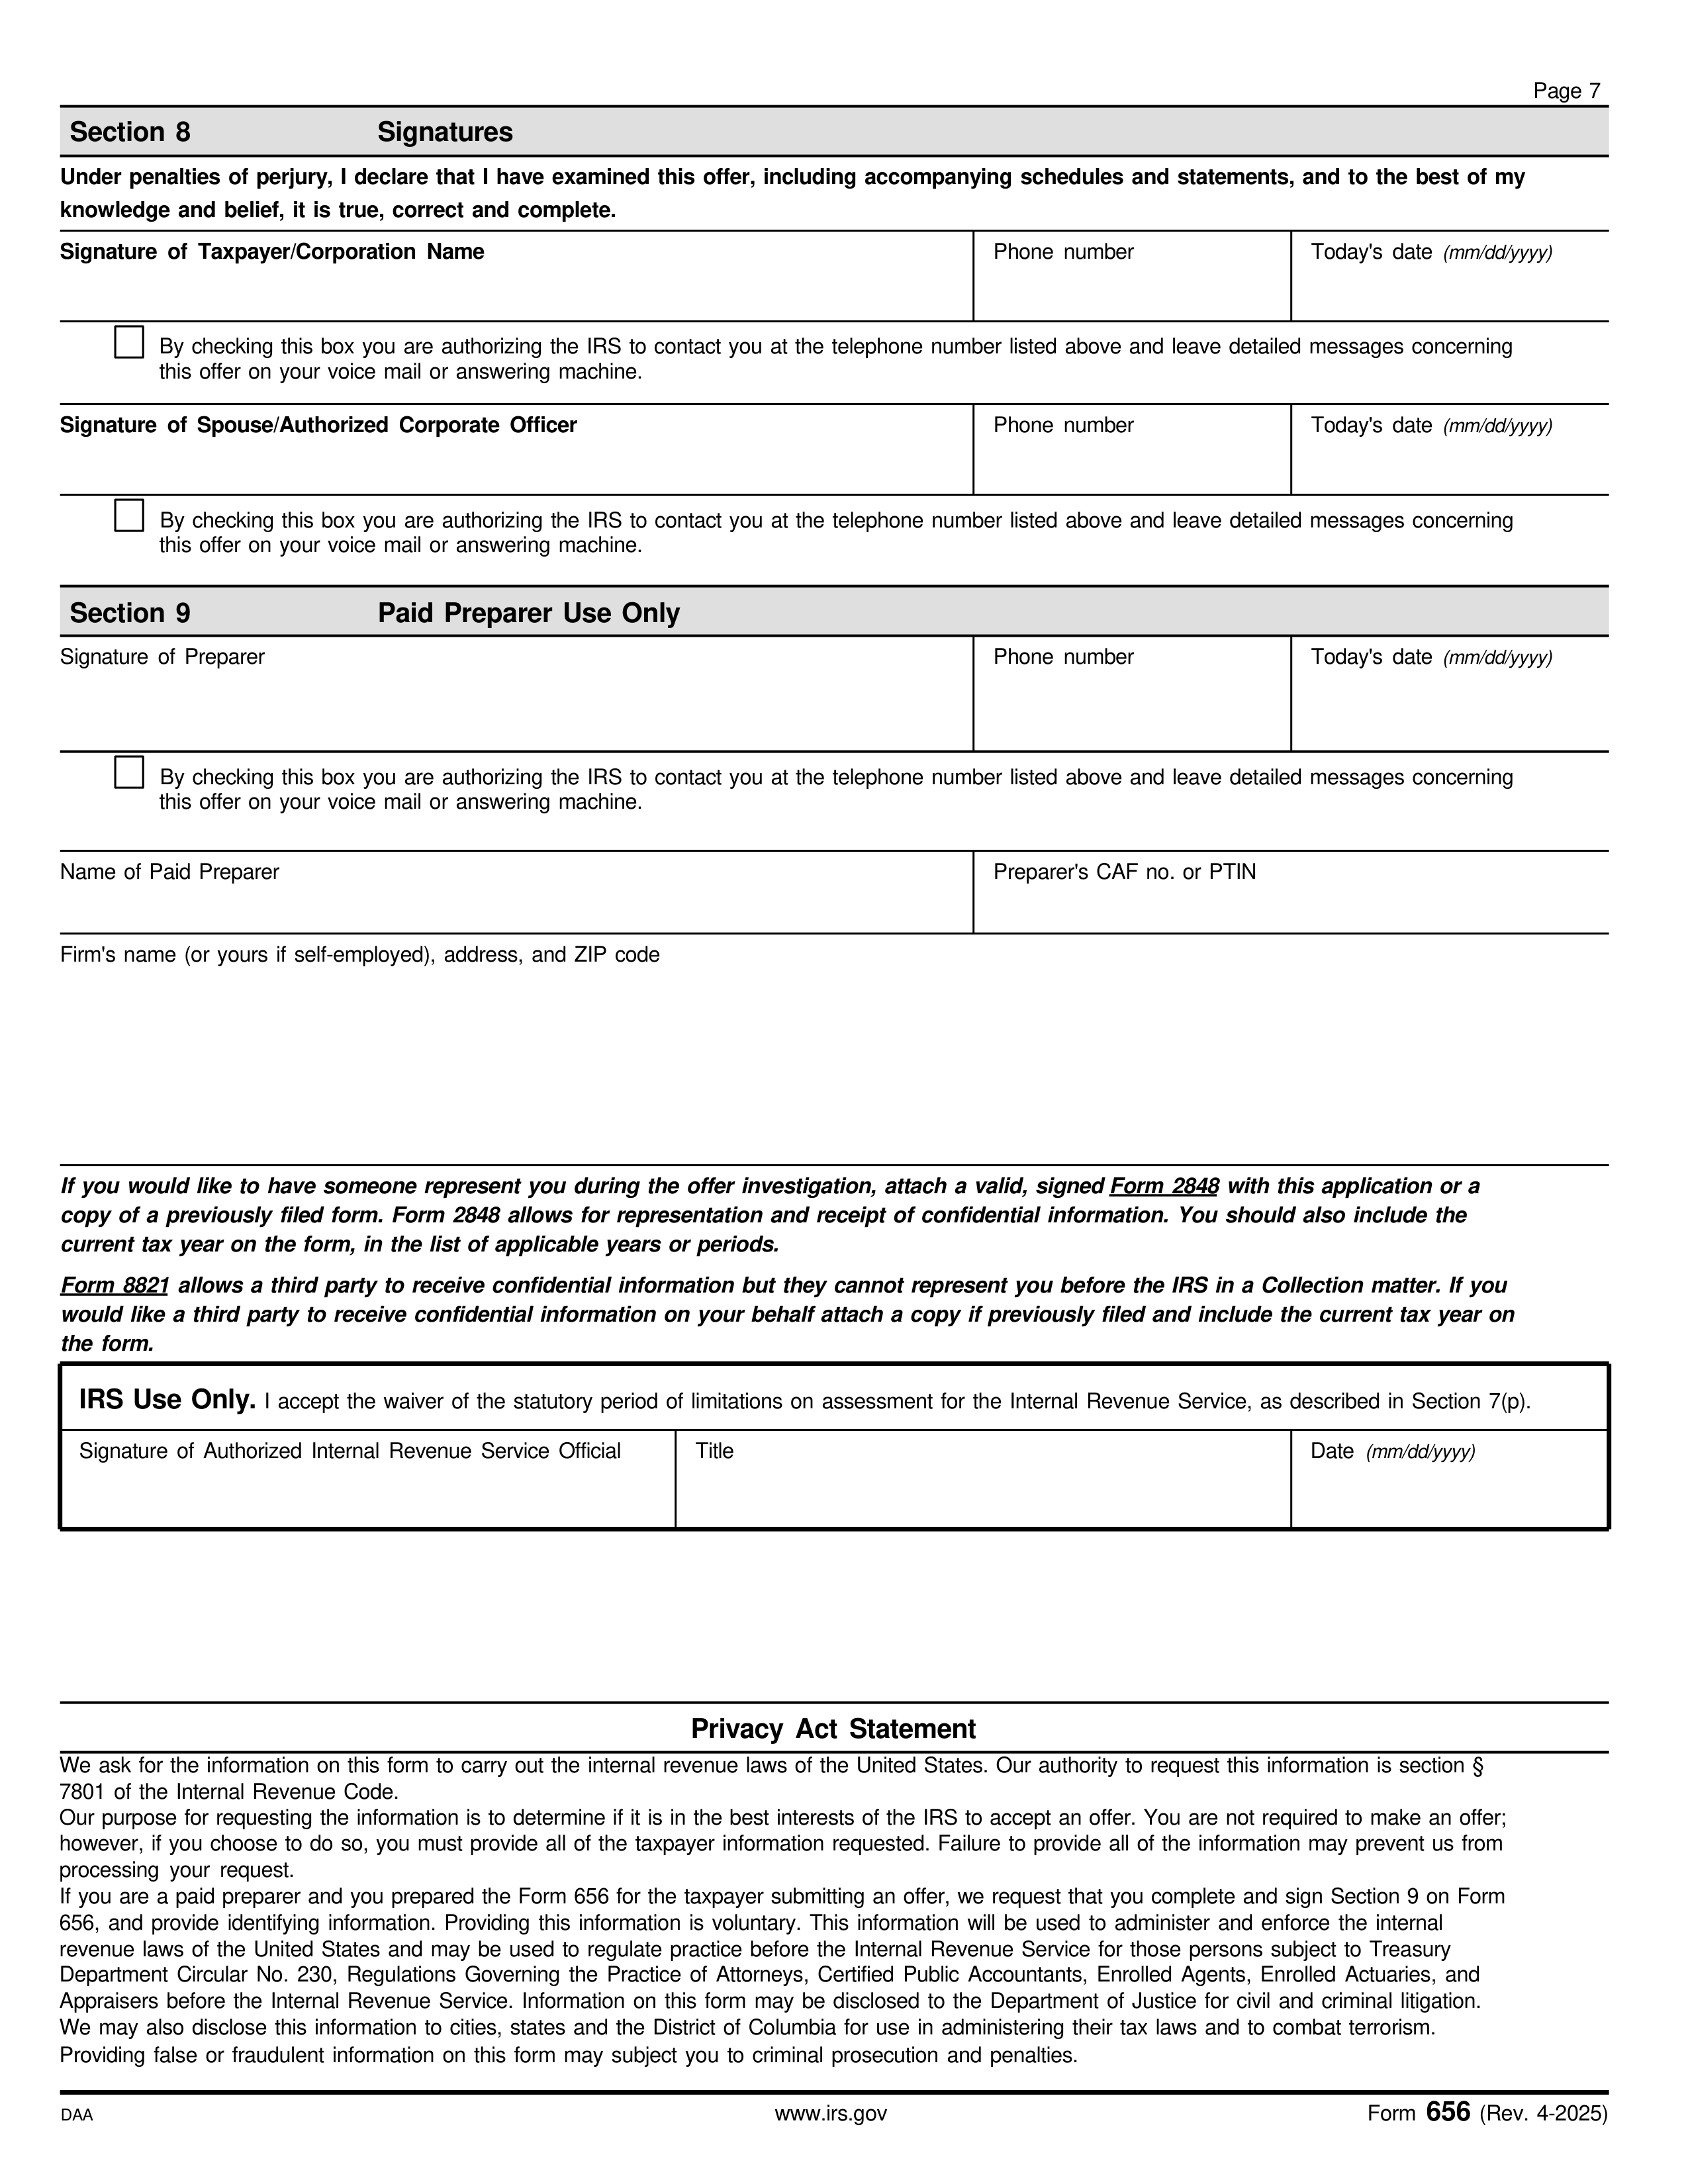 Page 7
Section 8 Signatures
Under penalties of perjury, I declare that I have examined this offer, including accompanying schedules and statements, and to the best of my
knowledge and belief, it is true, correct and complete.
Signature of Taxpayer/Corporation Name Phone number Today's date (mm/dd/yyyy)
By checking this box you are authorizing the IRS to contact you at the telephone number listed above and leave detailed messages concerning
this offer on your voice mail or answering machine.
Signature of Spouse/Authorized Corporate Officer Phone number Today's date (mm/dd/yyyy)
By checking this box you are authorizing the IRS to contact you at the telephone number listed above and leave detailed messages concerning
this offer on your voice mail or answering machine.
Section 9 Paid Preparer Use Only
Signature of Preparer Phone number Today's date (mm/dd/yyyy)
By checking this box you are authorizing the IRS to contact you at the telephone number listed above and leave detailed messages concerning
this offer on your voice mail or answering machine.
Name of Paid Preparer Preparer's CAF no. or PTIN
Firm's name (or yours if self-employed), address, and ZIP code
If you would like to have someone represent you during the offer investigation, attach a valid, signed Form 2848 with this application or a
copy of a previously filed form. Form 2848 allows for representation and receipt of confidential information. You should also include the
current tax year on the form, in the list of applicable years or periods.
Form 8821 allows a third party to receive confidential information but they cannot represent you before the IRS in a Collection matter. If you
would like a third party to receive confidential information on your behalf attach a copy if previously filed and include the current tax year on
the form.
IRS Use Only. I accept the waiver of the statutory period of limitations on assessment for the Internal Revenue Service, as described in Section 7(p).
Signature of Authorized Internal Revenue Service Official Title Date (mm/dd/yyyy)
Privacy Act Statement
We ask for the information on this form to carry out the internal revenue laws of the United States. Our authority to request this information is section §
7801 of the Internal Revenue Code.
Our purpose for requesting the information is to determine if it is in the best interests of the IRS to accept an offer. You are not required to make an offer;
however, if you choose to do so, you must provide all of the taxpayer information requested. Failure to provide all of the information may prevent us from
processing your request.
If you are a paid preparer and you prepared the Form 656 for the taxpayer submitting an offer, we request that you complete and sign Section 9 on Form
656, and provide identifying information. Providing this information is voluntary. This information will be used to administer and enforce the internal
revenue laws of the United States and may be used to regulate practice before the Internal Revenue Service for those persons subject to Treasury
Department Circular No. 230, Regulations Governing the Practice of Attorneys, Certified Public Accountants, Enrolled Agents, Enrolled Actuaries, and
Appraisers before the Internal Revenue Service. Information on this form may be disclosed to the Department of Justice for civil and criminal litigation.
We may also disclose this information to cities, states and the District of Columbia for use in administering their tax laws and to combat terrorism.
Providing false or fraudulent information on this form may subject you to criminal prosecution and penalties.
DAA www.irs.gov Form 656 (Rev. 4-2025)